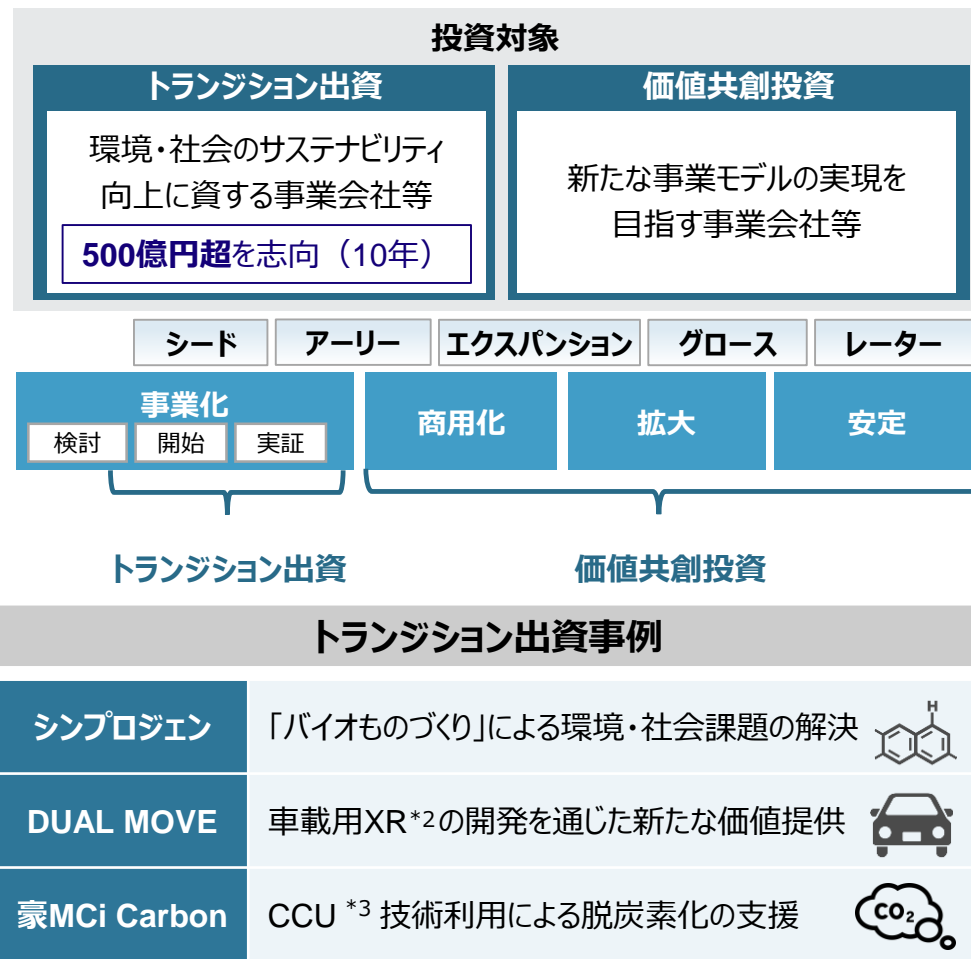 投資対象
トランジション出資
環境・社会のサステナビリティ
向上に資する事業会社等
500億円超を志向（10年）
価値共創投資
新たな事業モデルの実現を
目指す事業会社等
シード
アーリー
エクスパンション
グロース
レーター
事業化
検討
開始
実証
商用化
拡大
安定
トランジション出資
価値共創投資
トランジション出資事例
シンプロジェン
「バイオものづくり」による環境・社会課題の解決
H
DUAL MOVE
車載用XR*2の開発を通じた新たな価値提供
豪MCi Carbon
CCU *3 技術利用による脱炭素化の支援
CO2